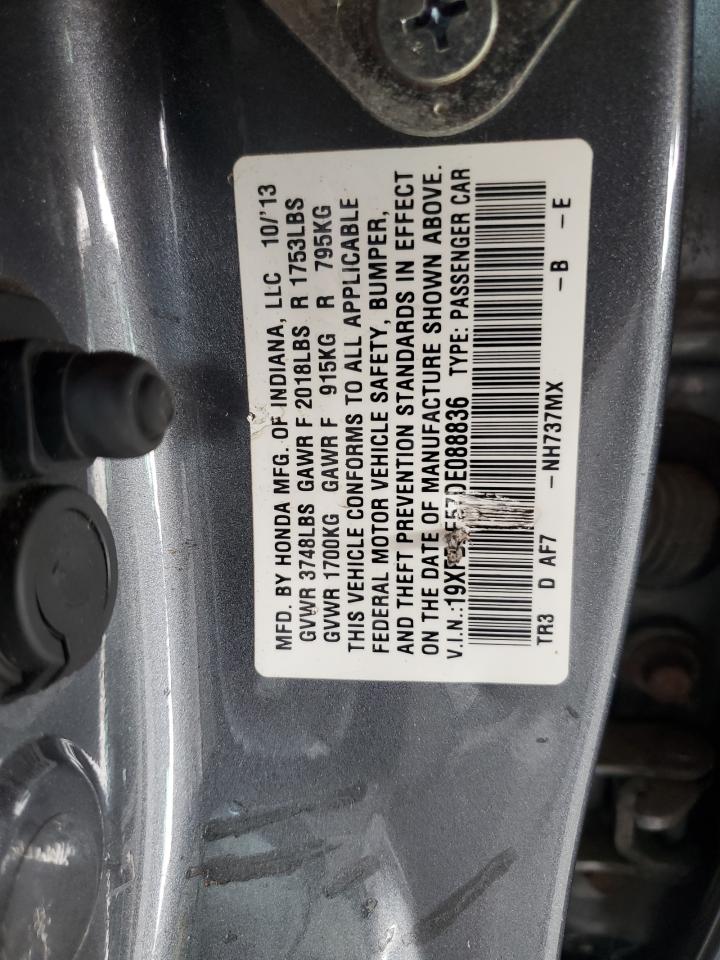 MFD. BY HONDA MFG. OF INDIANA, LLC 10/'13
GVWR 3748LBS GAWR F 2018LBS R 1753LBS
GVWR 1700KG GAWR F 915KG R 795KG
THIS VEHICLE CONFORMS TO ALL APPLICABLE
FEDERAL MOTOR VEHICLE SAFETY, BUMPER,
AND THEFT PREVENTION STANDARDS IN EFFECT
ON THE DATE OF MANUFACTURE SHOWN ABOVE.
V.I.N.: TYPE: PASSENGER CAR
TR3 D AF7 -NH737MX -B -E